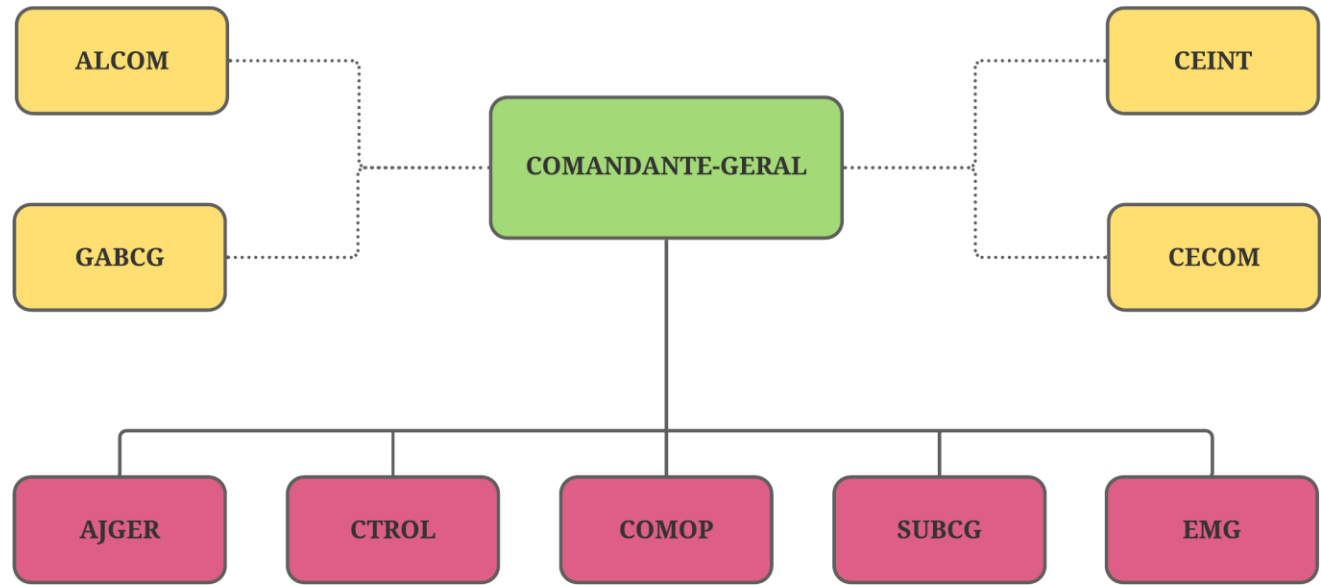 ALCOM
CEINT
COMANDANTE-GERAL
GABCG
CECOM
AJGER
CTROL
COMOP
SUBCG
EMG